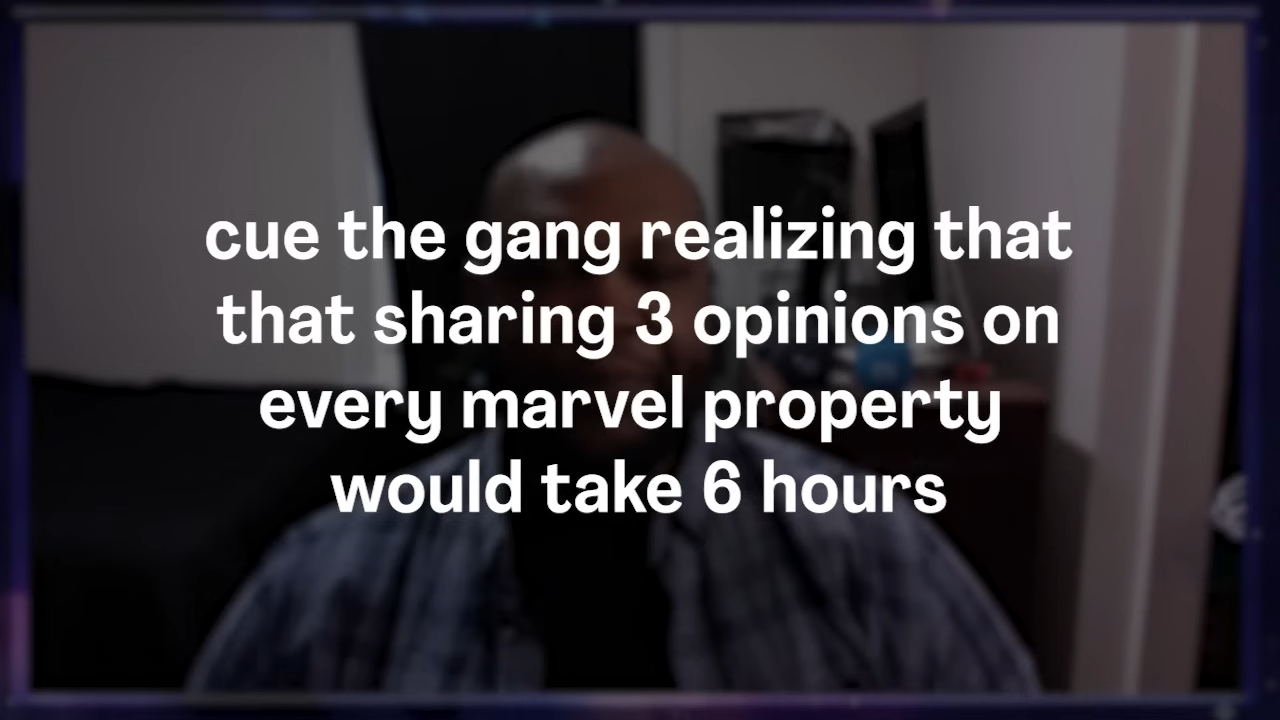 cue the gang realizing that
that sharing 3 opinions on
every marvel property
would take 6 hours